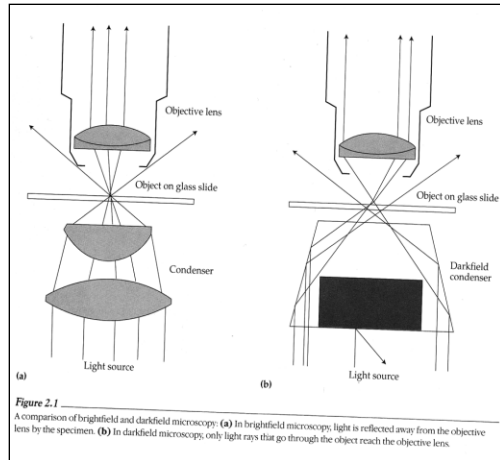 Objective lens
Object on glass slide
Condenser
(a)
Light source
Objective lens
Object on glass slide
Darkfield
condenser
(b)
Light source
Figure 2.1
A comparison of brightfield and darkfield microscopy: (a) In brightfield microscopy, light is reflected away from the objective
lens by the specimen. (b) In darkfield microscopy, only light rays that go through the object reach the objective lens